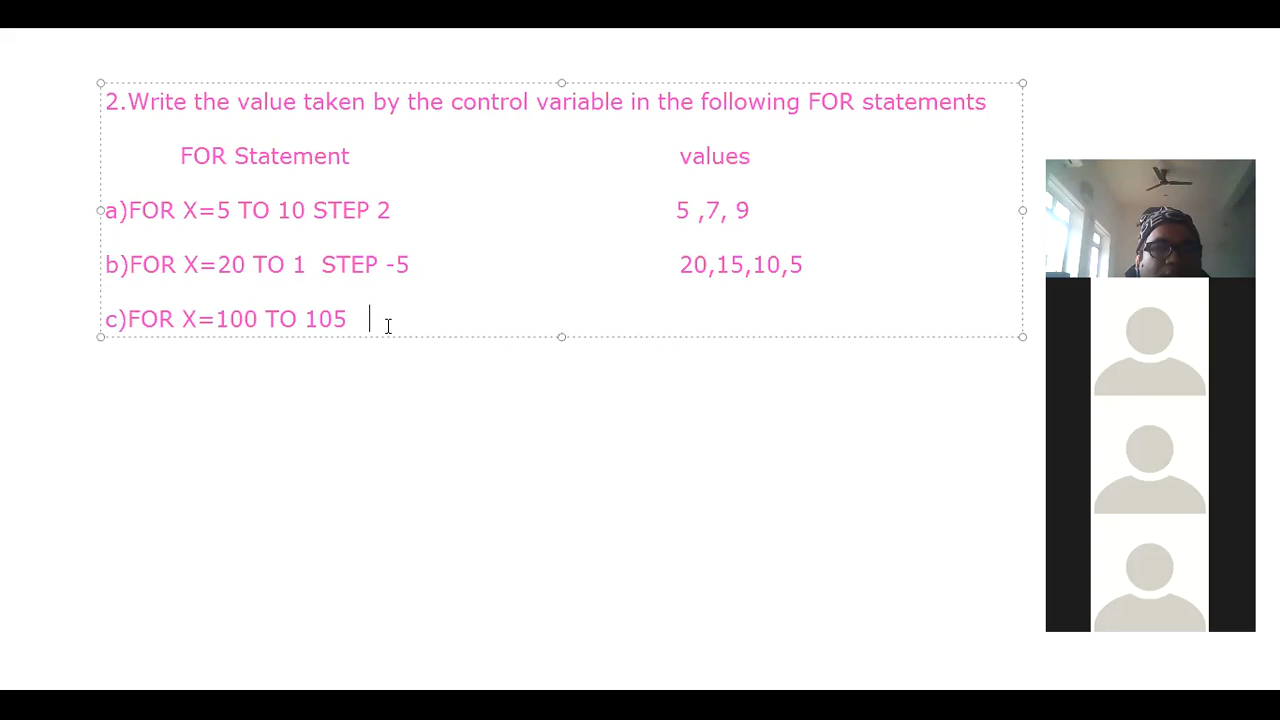 2.Write the value taken by the control variable in the following FOR statements
FOR Statement values
a)FOR X=5 TO 10 STEP 2 5 ,7, 9
b)FOR X=20 TO 1 STEP -5 20,15,10,5
c)FOR X=100 TO 105